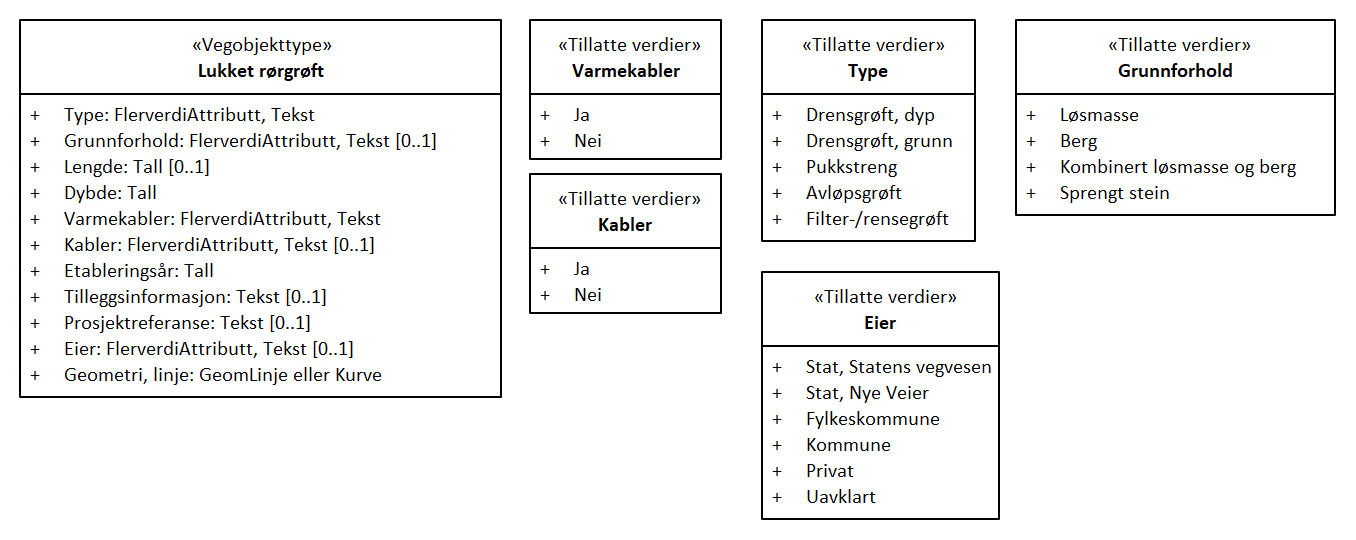 «Vegobjekttype»
Lukket rørgrøft
+ Type: FlerverdiAttributt, Tekst
+ Grunnforhold: FlerverdiAttributt, Tekst [0..1]
+ Lengde: Tall [0..1]
+ Dybde: Tall
+ Varmekabler: FlerverdiAttributt, Tekst
+ Kabler: FlerverdiAttributt, Tekst [0..1]
+ Etableringsår: Tall
+ Tilleggsinformasjon: Tekst [0..1]
+ Prosjektreferanse: Tekst [0..1]
+ Eier: FlerverdiAttributt, Tekst [0..1]
+ Geometri, linje: GeomLinje eller Kurve
«Tillatte verdier»
Varmekabler
+ Ja
+ Nei
«Tillatte verdier»
Kabler
+ Ja
+ Nei
«Tillatte verdier»
Type
+ Drensgrøft, dyp
+ Drensgrøft, grunn
+ Pukkstreng
+ Avløpsgrøft
+ Filter-/rensegrøft
«Tillatte verdier»
Eier
+ Stat, Statens vegvesen
+ Stat, Nye Veier
+ Fylkeskommune
+ Kommune
+ Privat
+ Uavklart
«Tillatte verdier»
Grunnforhold
+ Løsmasse
+ Berg
+ Kombinert løsmasse og berg
+ Sprengt stein